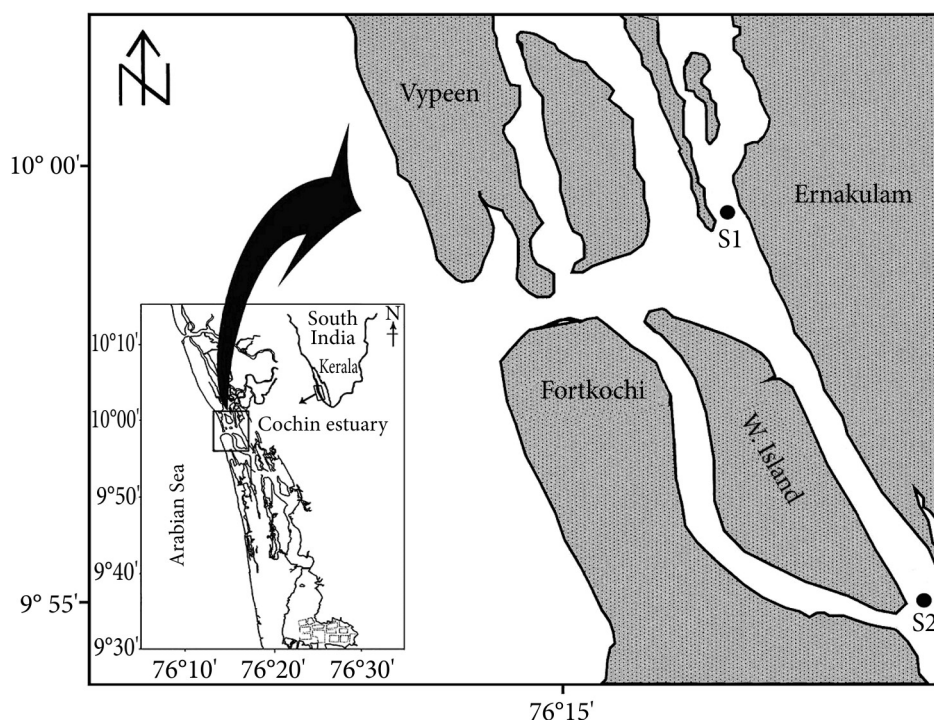 N
Vypeen
10° 00'
Ernakulam
S1
N
South
India
Kerala
10°10'
Fortkochi
10°00'
Cochin estuary
W. Island
Arabian Sea
9°50'
9°40'
9° 55'
S2
9°30'
76°10'
76°20'
76°30'
76°15'